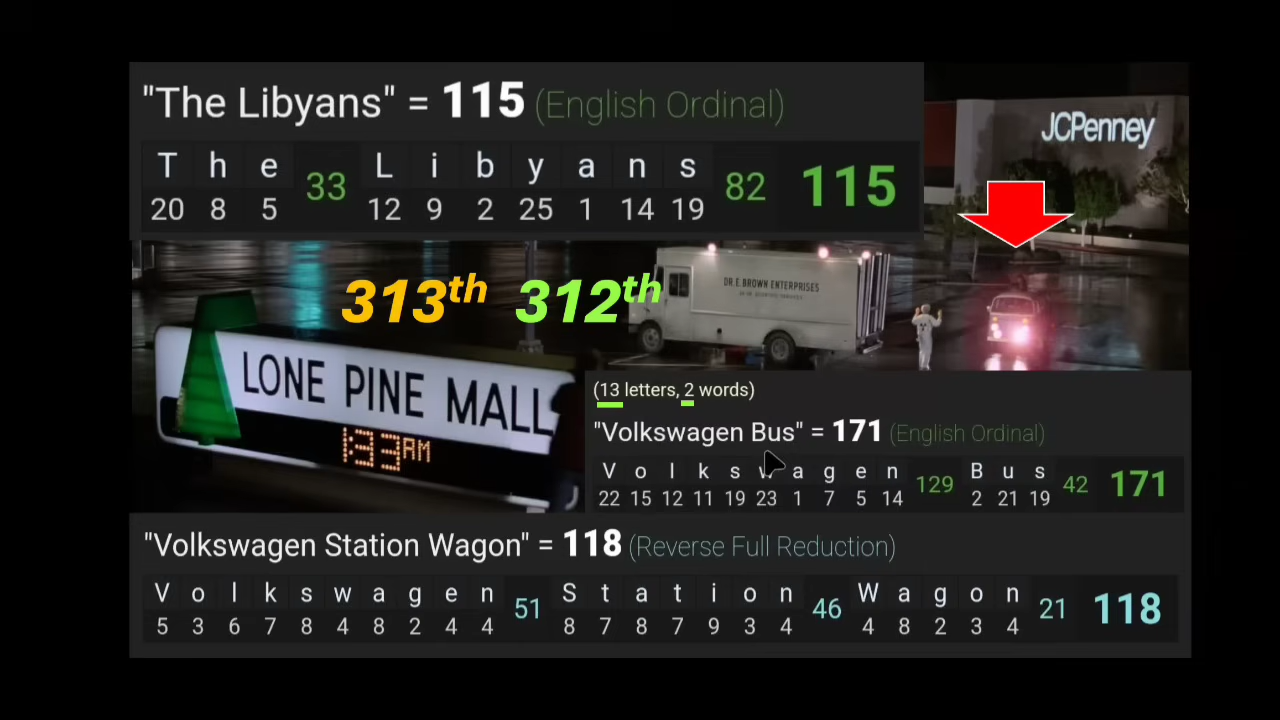 "The Libyans" = 115 (English Ordinal)
T h e 33 L i b y a n s 82 115
20 8 5 12 9 2 25 1 14 19
JCPenney
313th 312th
DR. E. BROWN ENTERPRISES
LONE PINE MALL
1:33 AM
(13 letters, 2 words)
"Volkswagen Bus" = 171 (English Ordinal)
V o l k s w a g e n 129 B u s 42 171
22 15 12 11 19 23 1 7 5 14 2 21 19
"Volkswagen Station Wagon" = 118 (Reverse Full Reduction)
V o l k s w a g e n 51 S t a t i o n 46 W a g o n 21 118
5 3 6 7 8 4 8 2 4 4 8 7 8 7 9 3 4 4 8 2 3 4